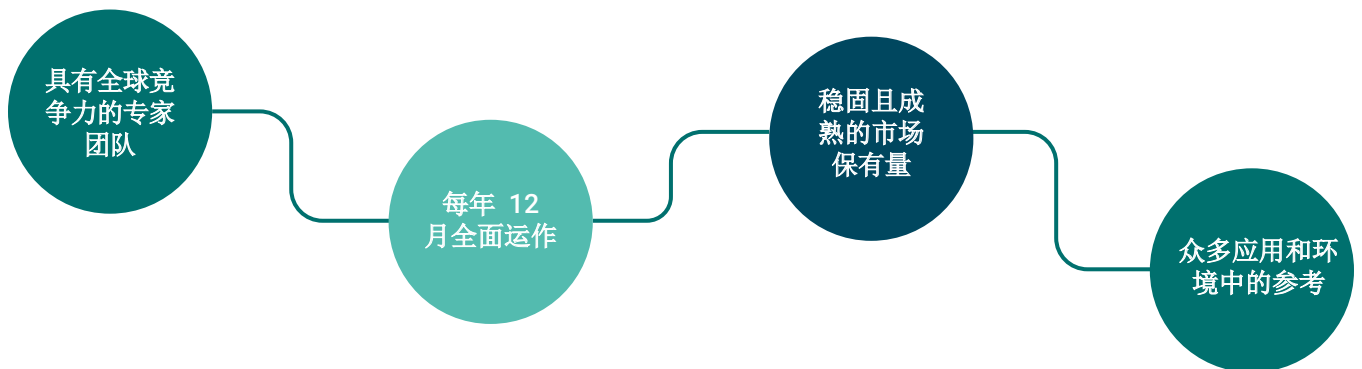 具有全球竞
争力的专家
团队
每年 12
月全面运作
稳固且成
熟的市场
保有量
众多应用和环
境中的参考